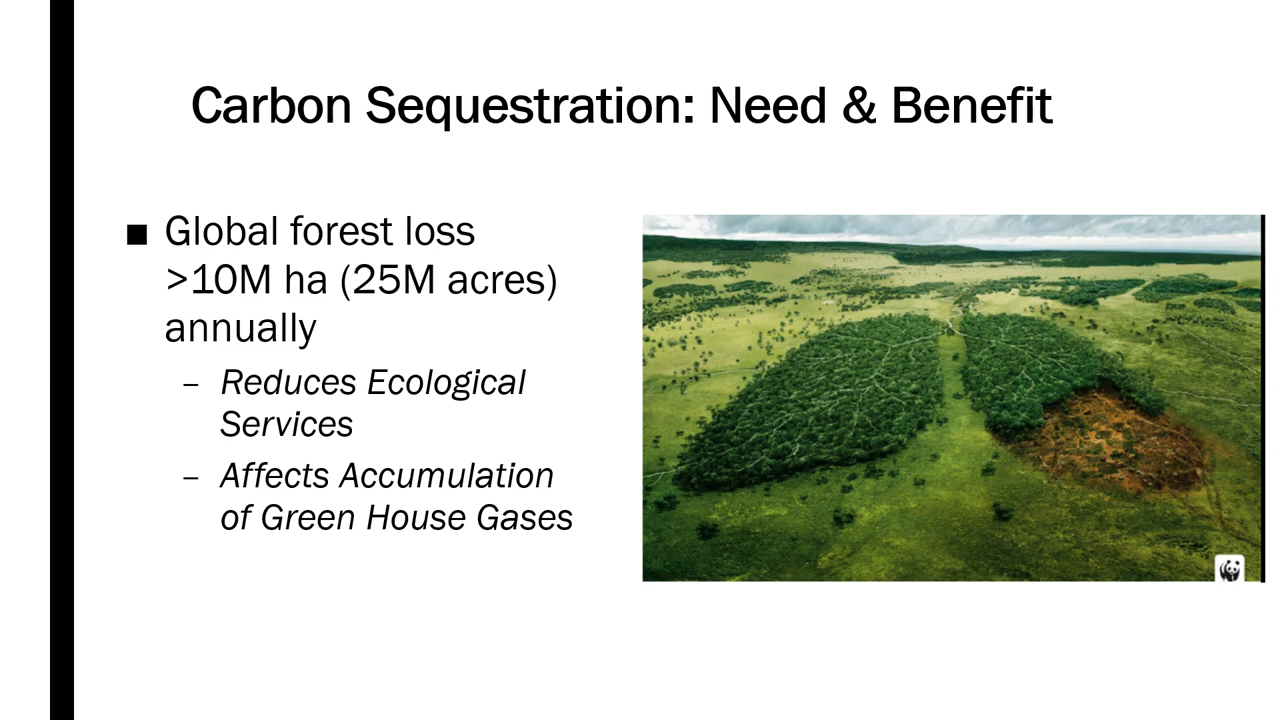 Carbon Sequestration: Need & Benefit
■ Global forest loss
>10M ha (25M acres)
annually
– Reduces Ecological
Services
– Affects Accumulation
of Green House Gases